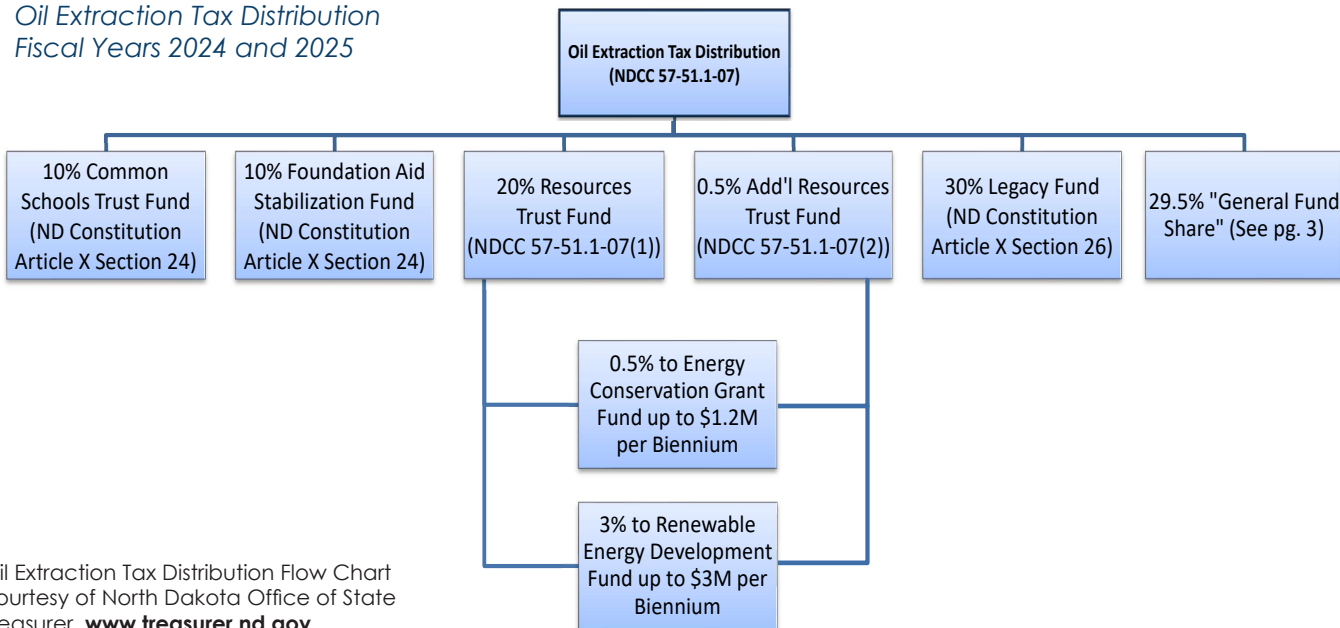 Oil Extraction Tax Distribution
Fiscal Years 2024 and 2025
Oil Extraction Tax Distribution
(NDCC 57-51.1-07)
10% Common
Schools Trust Fund
(ND Constitution
Article X Section 24)
10% Foundation Aid
Stabilization Fund
(ND Constitution
Article X Section 24)
20% Resources
Trust Fund
(NDCC 57-51.1-07(1))
0.5% Add'l Resources
Trust Fund
(NDCC 57-51.1-07(2))
30% Legacy Fund
(ND Constitution
Article X Section 26)
29.5% "General Fund
Share" (See pg. 3)
0.5% to Energy
Conservation Grant
Fund up to $1.2M
per Biennium
3% to Renewable
Energy Development
Fund up to $3M per
Biennium
il Extraction Tax Distribution Flow Chart
ourtesy of North Dakota Office of State
easurer, www.treasurer.nd.gov